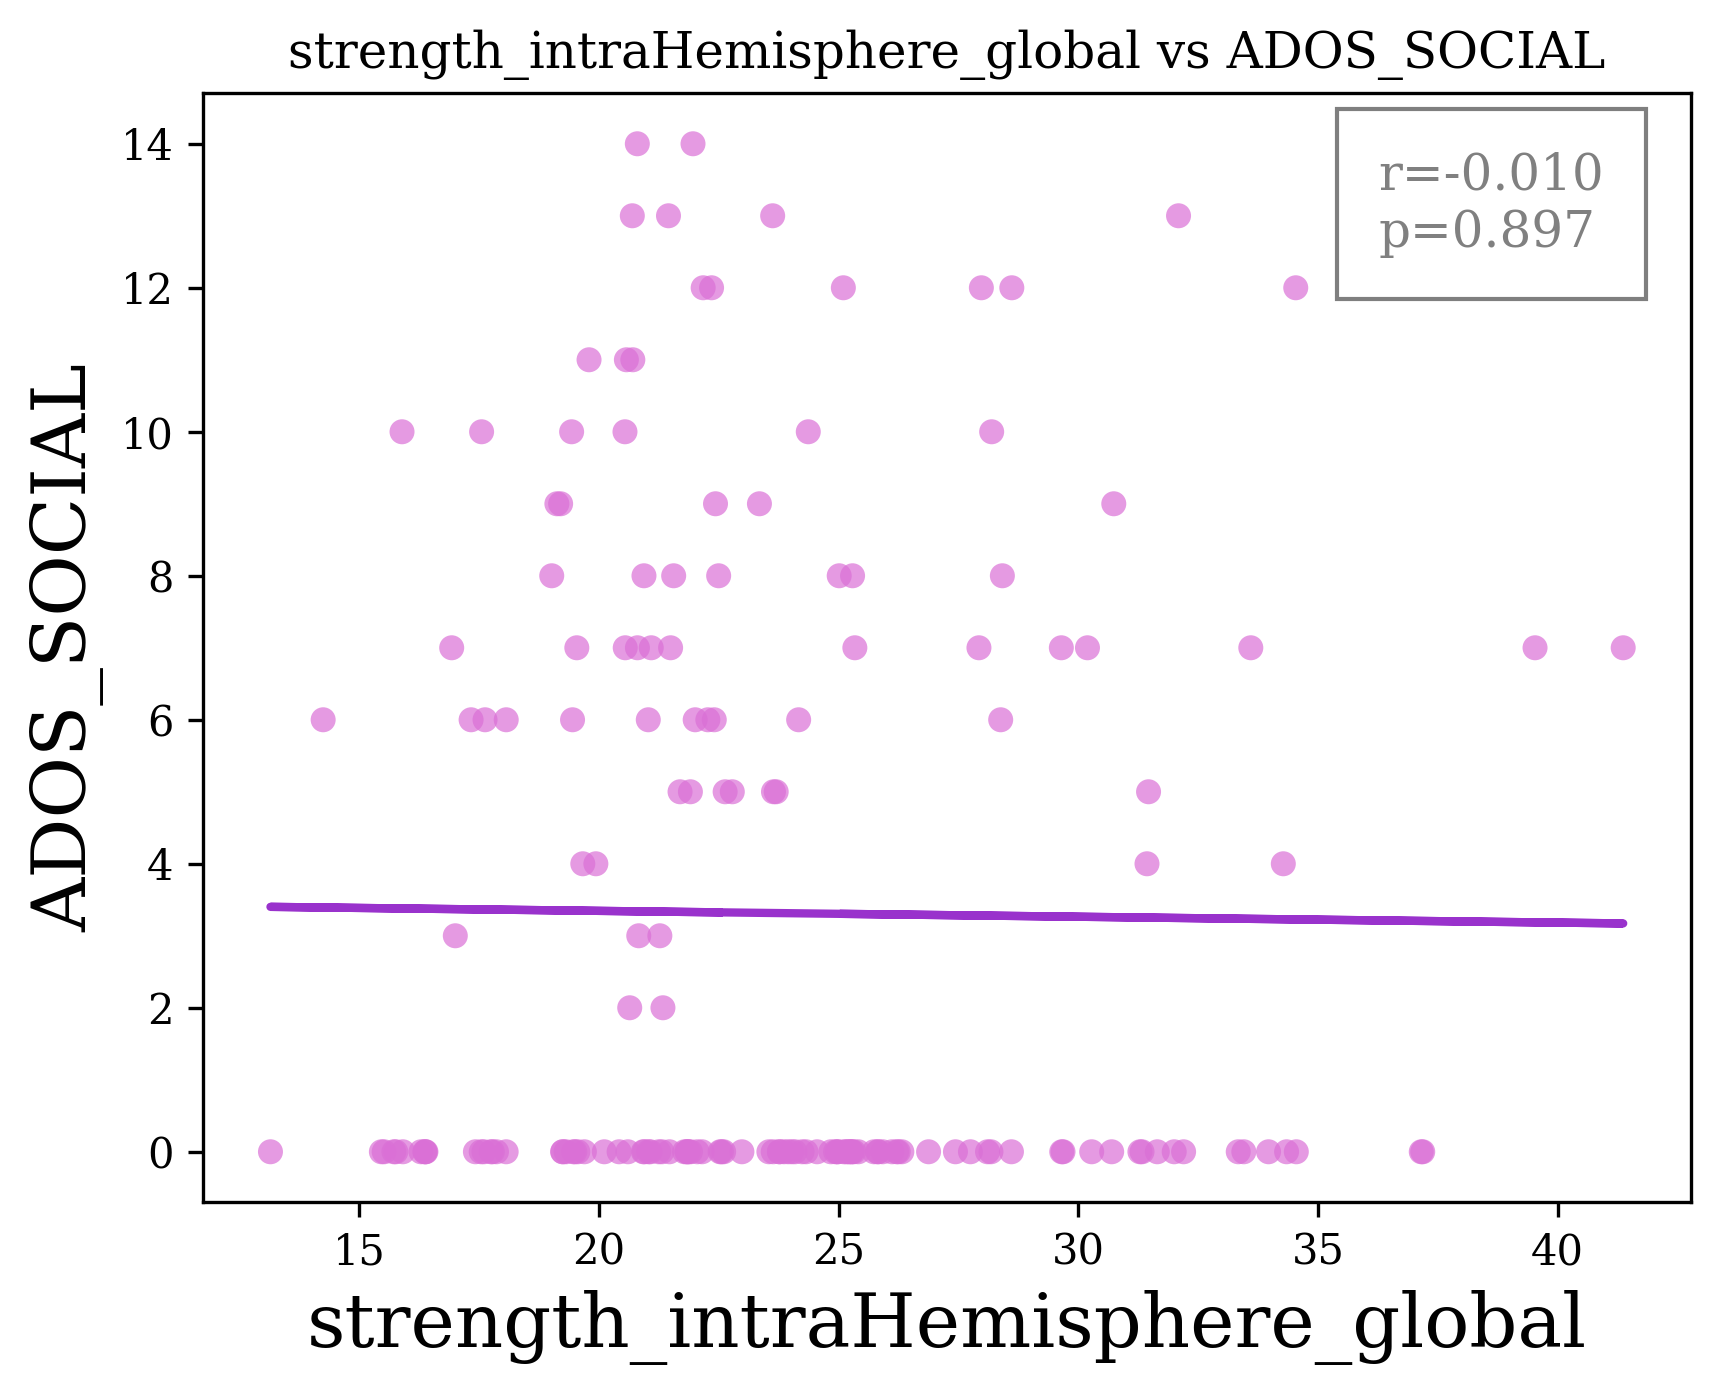 strength_intraHemisphere_global vs ADOS_SOCIAL
r=-0.010
p=0.897
ADOS_SOCIAL
14
12
10
8
6
4
2
0
15 20 25 30 35 40
strength_intraHemisphere_global